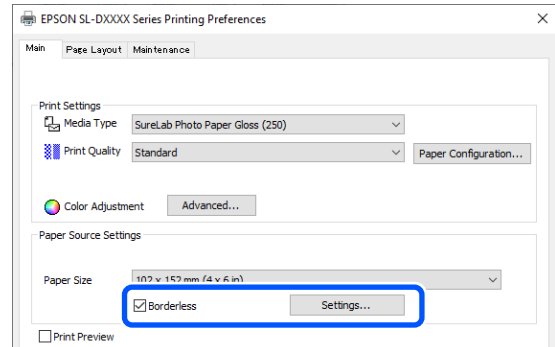 EPSON SL-DXXXX Series Printing Preferences
Main Page Layout Maintenance
Print Settings
Media Type SureLab Photo Paper Gloss (250)
Print Quality Standard Paper Configuration...
Color Adjustment Advanced...
Paper Source Settings
Paper Size 102 x 152 mm (4 x 6 in)
Borderless Settings...
Print Preview